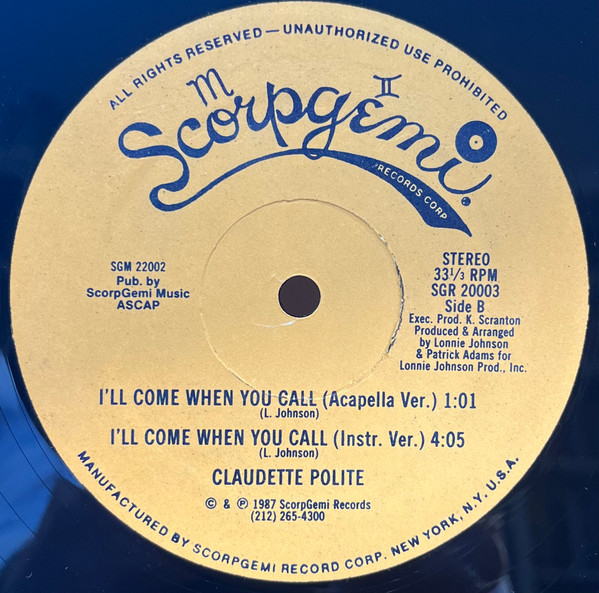 ALL RIGHTS RESERVED — UNAUTHORIZED USE PROHIBITED
Scorpgemi
RECORDS CORP.
SGM 22002
Pub. by
ScorpGemi Music
ASCAP
STEREO
33 1/3 RPM
SGR 20003
Side B
Exec. Prod. K. Scranton
Produced & Arranged
by Lonnie Johnson
& Patrick Adams for
Lonnie Johnson Prod., Inc.
I'LL COME WHEN YOU CALL (Acapella Ver.) 1:01
(L. Johnson)
I'LL COME WHEN YOU CALL (Instr. Ver.) 4:05
(L. Johnson)
CLAUDETTE POLITE
© & ℗ 1987 ScorpGemi Records
(212) 265-4300
MANUFACTURED BY SCORPGEMI RECORD CORP. NEW YORK, N.Y. U.S.A.